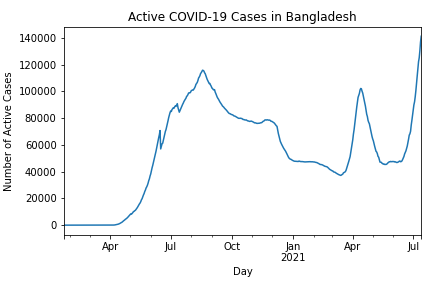 Active COVID-19 Cases in Bangladesh
Number of Active Cases
140000
120000
100000
80000
60000
40000
20000
0
Apr Jul Oct Jan Apr Jul
2021
Day